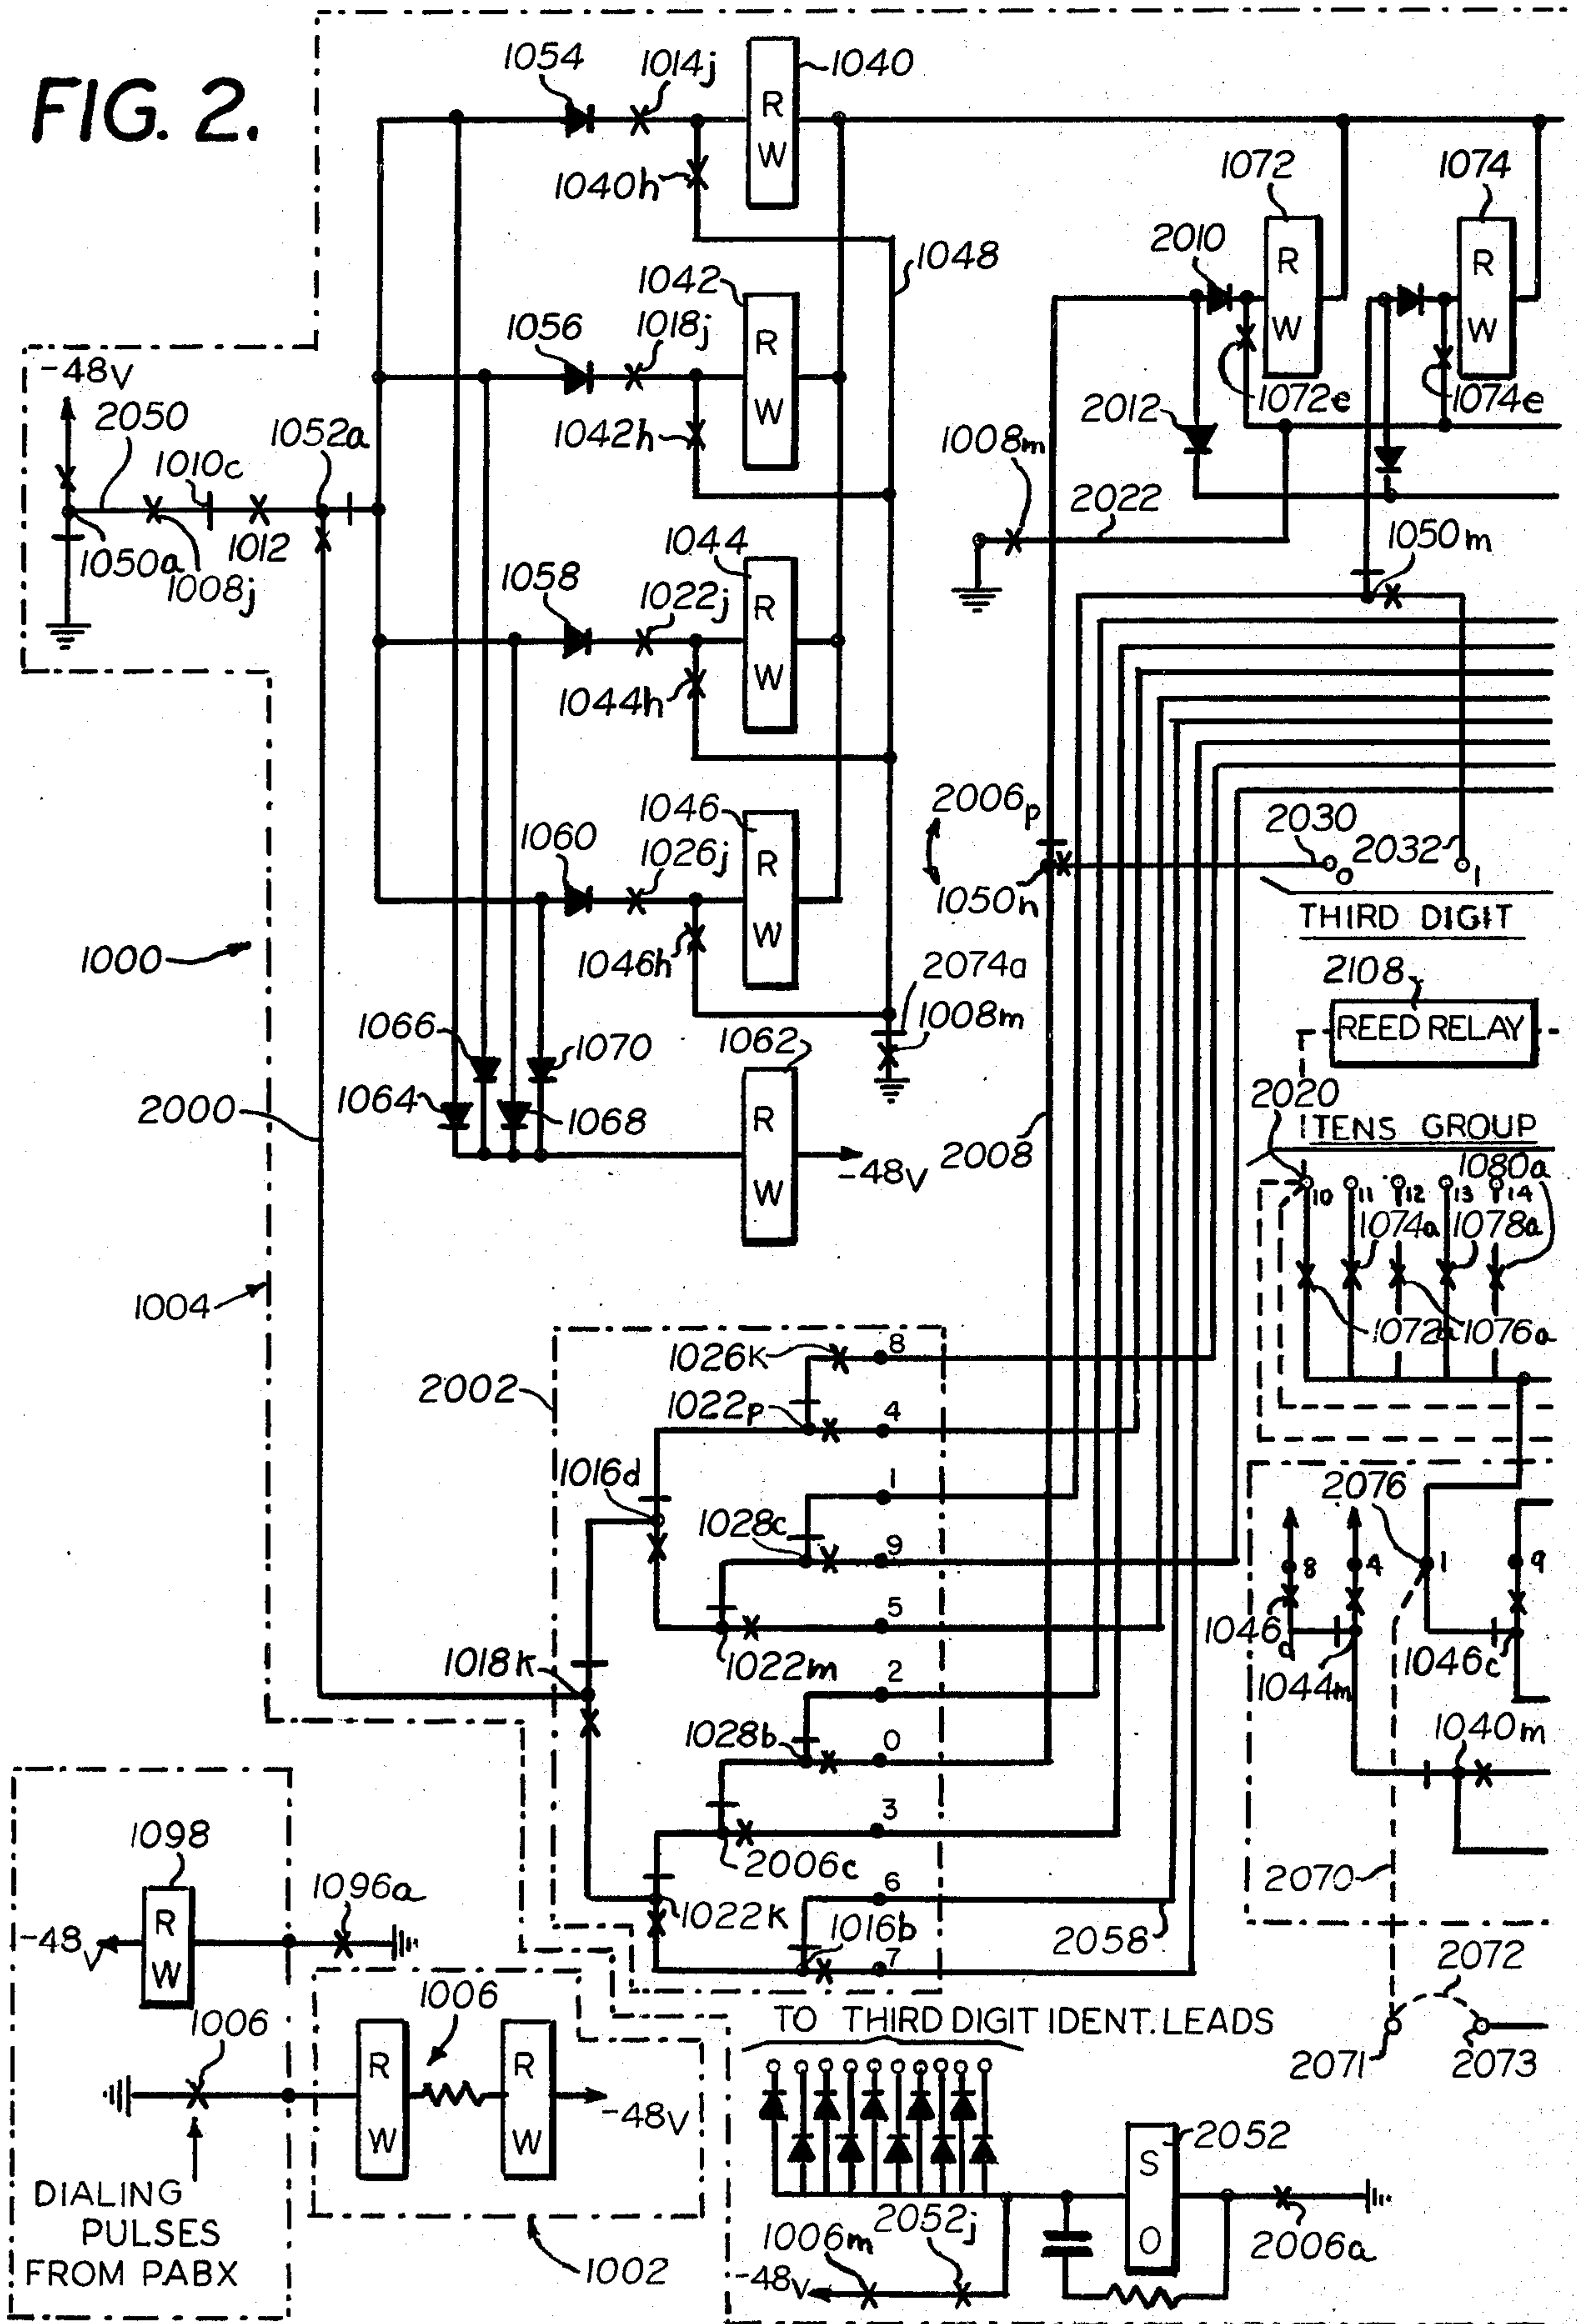 FIG. 2.
1054
1014j
1040
R
W
1040h
1072
1074
2010
R
W
R
W
1048
1042
1056
1018j
R
W
1042h
-48V
2050
1052a
1010c
1050a
1008j
1012
2012
1072e
1074e
1008m
2022
1050m
1044
1058
1022j
R
W
1044h
2006p
1046
1060
1026j
R
W
1046h
1050n
2030
2032
0
1
THIRD DIGIT
1000
2074a
1008m
2108
REED RELAY
1066
1070
1062
1064
1068
R
W
-48V
2000
2008
2020
TENS GROUP
1080a
10
11
12
13
14
1074a
1078a
1072a
1076a
1004
2002
1026K
8
1022p
4
1016d
1
1028c
9
5
1022m
1018K
2
1028b
0
3
2006c
6
1022K
1016b
7
2058
2076
8
4
1
9
1046d
1044m
1046c
1040m
2070
2072
2071
2073
1098
R
W
-48V
1096a
1006
1006
R
W
R
W
-48V
DIALING
PULSES
FROM PABX
1002
TO THIRD DIGIT IDENT. LEADS
2052
S
O
2052j
1006m
-48V
2006a